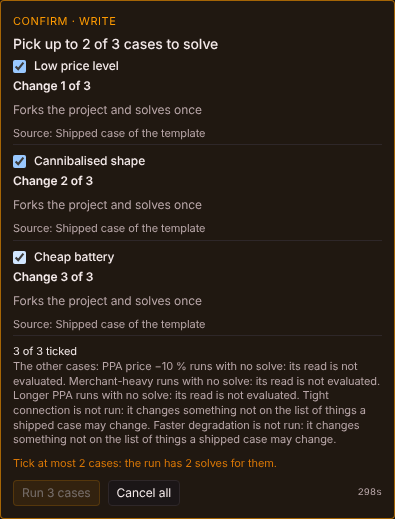 CONFIRM · WRITE
Pick up to 2 of 3 cases to solve
Low price level
Change 1 of 3
Forks the project and solves once
Source: Shipped case of the template
Cannibalised shape
Change 2 of 3
Forks the project and solves once
Source: Shipped case of the template
Cheap battery
Change 3 of 3
Forks the project and solves once
Source: Shipped case of the template
3 of 3 ticked
The other cases: PPA price −10 % runs with no solve: its read is not
evaluated. Merchant-heavy runs with no solve: its read is not evaluated.
Longer PPA runs with no solve: its read is not evaluated. Tight
connection is not run: it changes something not on the list of things a
shipped case may change. Faster degradation is not run: it changes
something not on the list of things a shipped case may change.
Tick at most 2 cases: the run has 2 solves for them.
Run 3 cases
Cancel all
298s